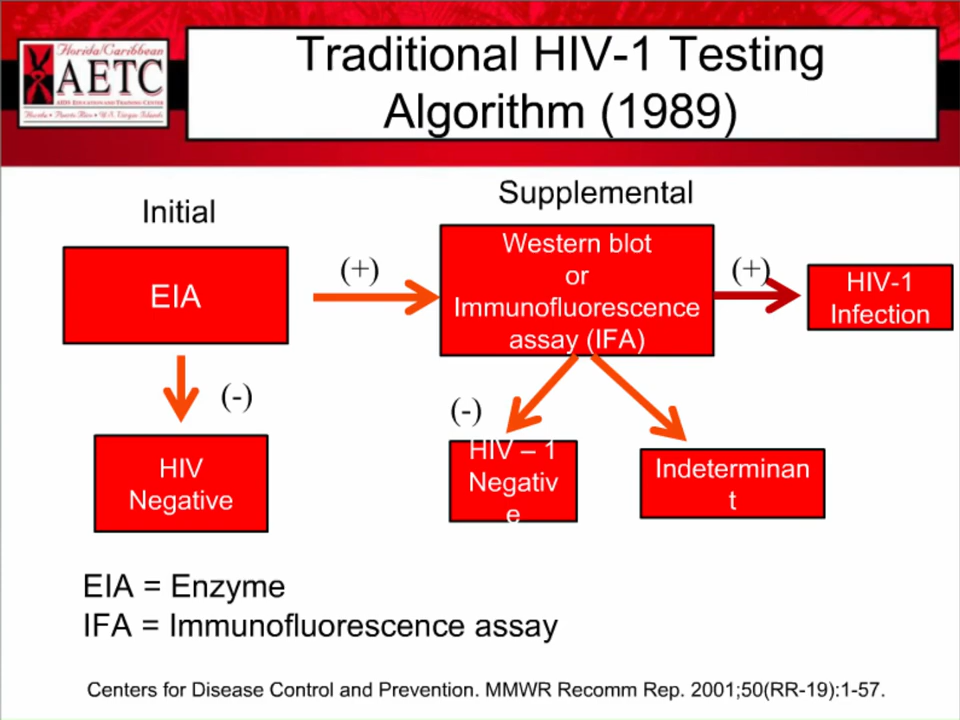 Florida/Caribbean
AETC
AIDS EDUCATION AND TRAINING CENTER
Florida • Puerto Rico • U.S. Virgin Islands
Traditional HIV-1 Testing
Algorithm (1989)
Initial
Supplemental
EIA
(+)
Western blot
or
Immunofluorescence
assay (IFA)
(+)
HIV-1
Infection
(-)
(-)
HIV
Negative
HIV – 1
Negativ
e
Indeterminan
t
EIA = Enzyme
IFA = Immunofluorescence assay
Centers for Disease Control and Prevention. MMWR Recomm Rep. 2001;50(RR-19):1-57.